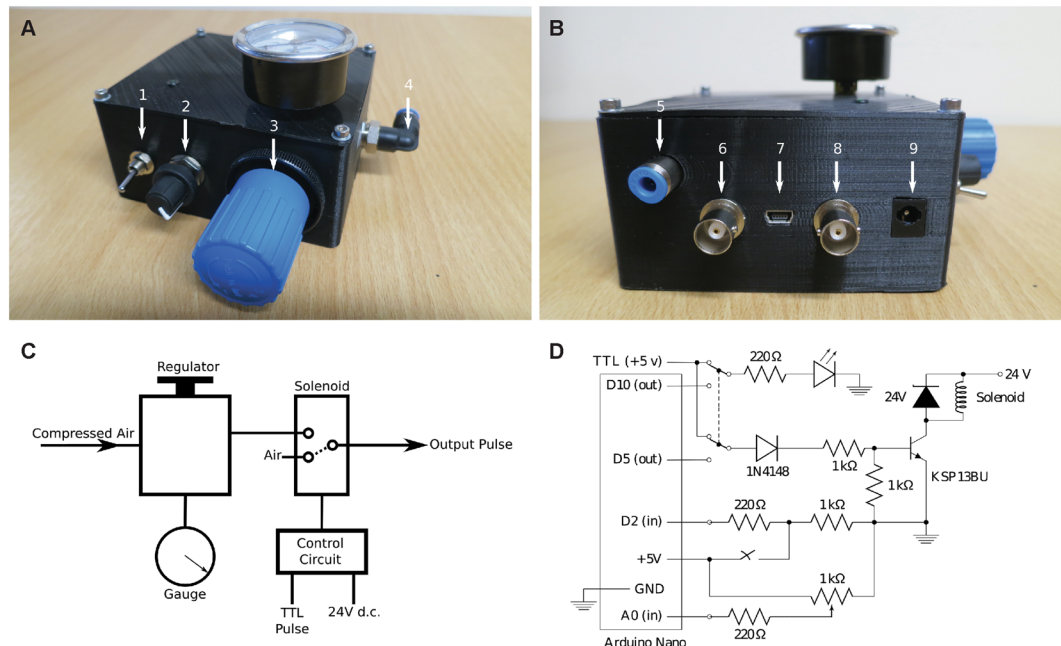 A
1
2
3
4
B
5
6
7
8
9
C
Regulator
Solenoid
Compressed Air
Air
Output Pulse
Control
Circuit
Gauge
TTL
Pulse
24V d.c.
D
TTL (+5 v)
220Ω
D10 (out)
24V
24 V
Solenoid
D5 (out)
1N4148
1kΩ
1kΩ
KSP13BU
D2 (in)
220Ω
1kΩ
+5V
GND
1kΩ
A0 (in)
220Ω
Arduino Nano